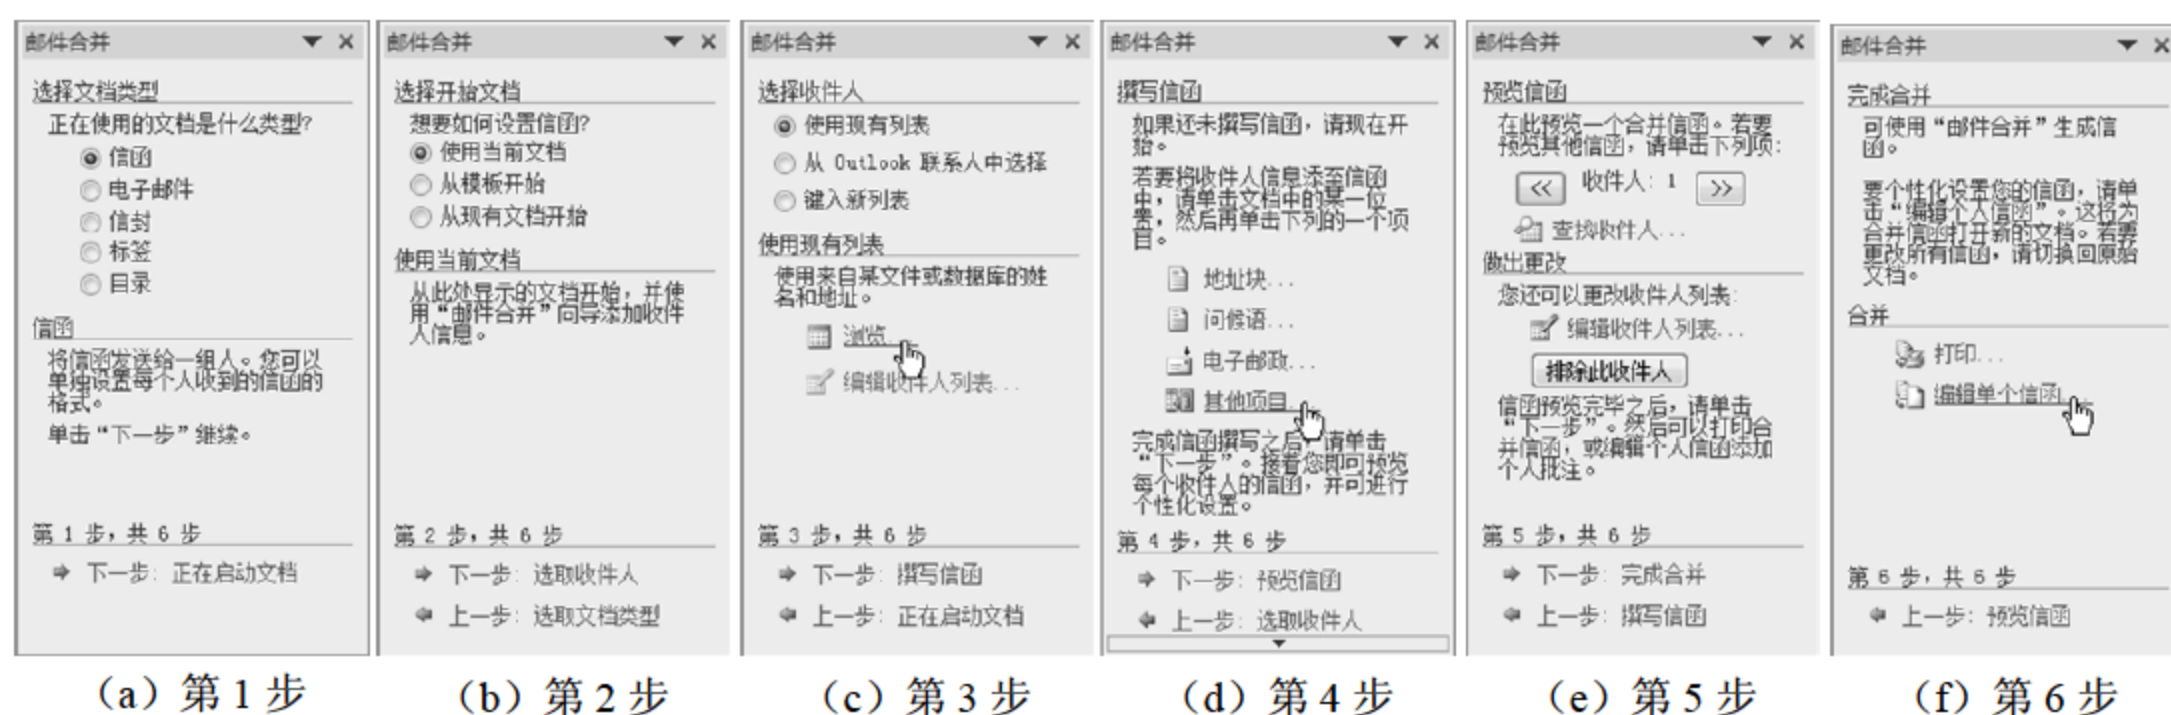 邮件合并
选择文档类型
正在使用的文档是什么类型?
信函
电子邮件
信封
标签
目录
信函
将信函发送给一组人。您可以
单独设置每个人收到的信函的
格式。
单击“下一步”继续。
第 1 步，共 6 步
下一步: 正在启动文档
(a) 第 1 步
邮件合并
选择开始文档
想要如何设置信函?
使用当前文档
从模板开始
从现有文档开始
使用当前文档
从此处显示的文档开始，并使
用“邮件合并”向导添加收件
人信息。
第 2 步，共 6 步
下一步: 选取收件人
上一步: 选取文档类型
(b) 第 2 步
邮件合并
选择收件人
使用现有列表
从 Outlook 联系人中选择
键入新列表
使用现有列表
使用来自某文件或数据库的姓
名和地址。
浏览...
编辑收件人列表...
第 3 步，共 6 步
下一步: 撰写信函
上一步: 正在启动文档
(c) 第 3 步
邮件合并
撰写信函
如果还未撰写信函，请现在开
始。
若要将收件人信息添至信函
中，请单击文档中的某一位
置，然后再单击下列的一个项
目。
地址块...
问候语...
电子邮政...
其他项目...
完成信函撰写之后，请单击
“下一步”。接着您即可预览
每个收件人的信函，并可进行
个性化设置。
第 4 步，共 6 步
下一步: 预览信函
上一步: 选取收件人
(d) 第 4 步
邮件合并
预览信函
在此预览一个合并信函。若要
预览其他信函，请单击下列项:
<< 收件人: 1 >>
查找收件人...
做出更改
您还可以更改收件人列表:
编辑收件人列表...
排除此收件人
信函预览完毕之后，请单击
“下一步”。然后可以打印合
并信函，或编辑个人信函添加
个人批注。
第 5 步，共 6 步
下一步: 完成合并
上一步: 撰写信函
(e) 第 5 步
邮件合并
完成合并
可使用“邮件合并”生成信
函。
要个性化设置您的信函，请单
击“编辑个人信函”。这将为
合并信函打开新的文档。若要
更改所有信函，请切换回原始
文档。
合并
打印...
编辑单个信函...
第 6 步，共 6 步
上一步: 预览信函
(f) 第 6 步